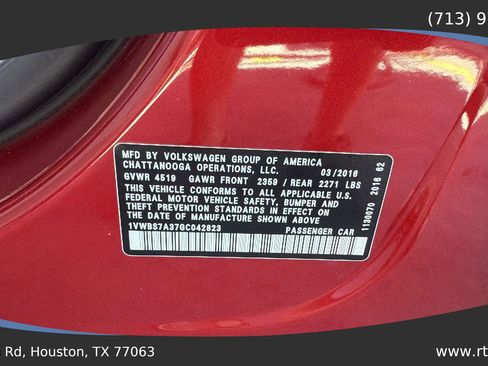 (713) 9
MFD BY VOLKSWAGEN GROUP OF AMERICA
CHATTANOOGA OPERATIONS, LLC. 03/2016
GVWR 4519 GAWR FRONT 2359 / REAR 2271 LBS
THIS VEHICLE CONFORMS TO ALL APPLICABLE U.S.
FEDERAL MOTOR VEHICLE SAFETY, BUMPER AND
THEFT PREVENTION STANDARDS IN EFFECT ON
THE DATE OF MANUFACTURE SHOWN ABOVE
1VWBS7A37GC042823 PASSENGER CAR
1130070 2016 62
Rd, Houston, TX 77063
www.rt